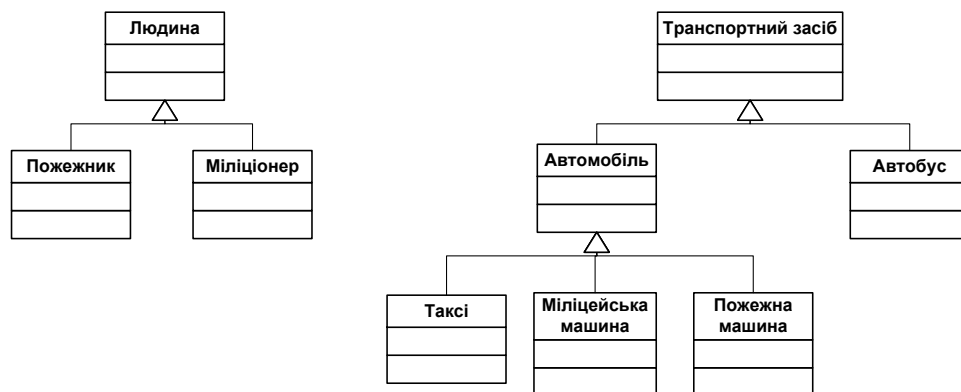 Людина
Транспортний засіб
Пожежник
Міліціонер
Автомобіль
Автобус
Таксі
Міліцейська
машина
Пожежна
машина